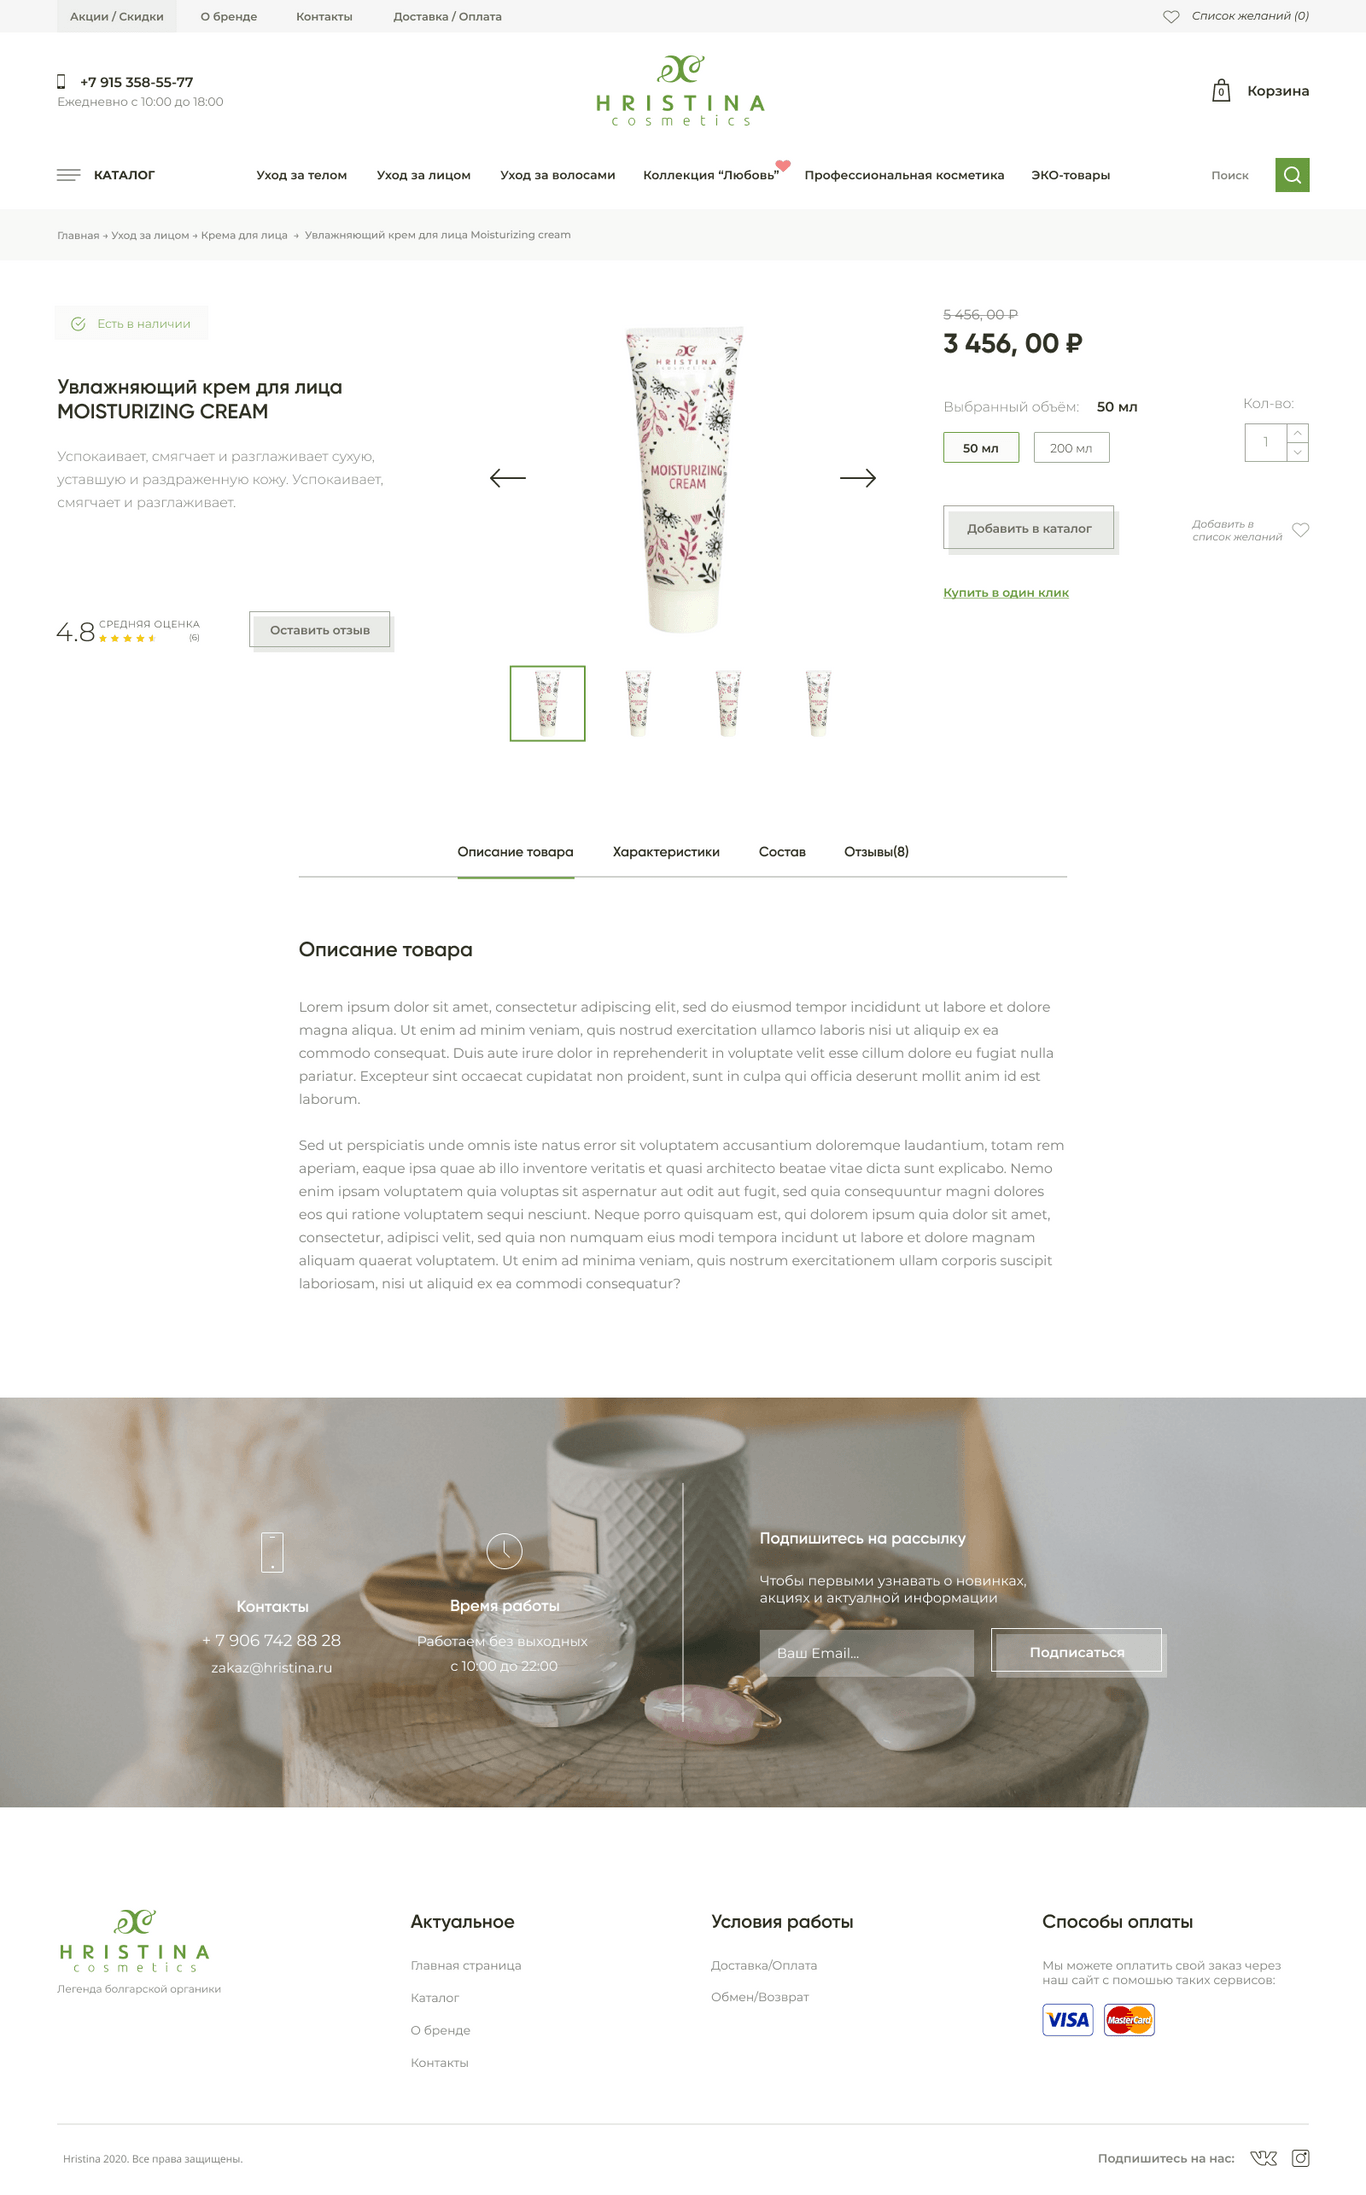 Акции / Скидки
О бренде
Контакты
Доставка / Оплата
Список желаний (0)
+7 915 358-55-77
Ежедневно с 10:00 до 18:00
HRISTINA
cosmetics
0
Корзина
КАТАЛОГ
Уход за телом
Уход за лицом
Уход за волосами
Коллекция “Любовь”
Профессиональная косметика
ЭКО-товары
Поиск
Главная → Уход за лицом → Крема для лица → Увлажняющий крем для лица Moisturizing cream
Есть в наличии
Увлажняющий крем для лица
MOISTURIZING CREAM
Успокаивает, смягчает и разглаживает сухую,
уставшую и раздраженную кожу. Успокаивает,
смягчает и разглаживает.
4.8
СРЕДНЯЯ ОЦЕНКА
(6)
Оставить отзыв
HRISTINA
cosmetics
MOISTURIZING
CREAM
5 456, 00 ₽
3 456, 00 ₽
Выбранный объём: 50 мл
50 мл
200 мл
Кол-во:
1
Добавить в каталог
Добавить в
список желаний
Купить в один клик
Описание товара
Характеристики
Состав
Отзывы(8)
Описание товара
Lorem ipsum dolor sit amet, consectetur adipiscing elit, sed do eiusmod tempor incididunt ut labore et dolore
magna aliqua. Ut enim ad minim veniam, quis nostrud exercitation ullamco laboris nisi ut aliquip ex ea
commodo consequat. Duis aute irure dolor in reprehenderit in voluptate velit esse cillum dolore eu fugiat nulla
pariatur. Excepteur sint occaecat cupidatat non proident, sunt in culpa qui officia deserunt mollit anim id est
laborum.
Sed ut perspiciatis unde omnis iste natus error sit voluptatem accusantium doloremque laudantium, totam rem
aperiam, eaque ipsa quae ab illo inventore veritatis et quasi architecto beatae vitae dicta sunt explicabo. Nemo
enim ipsam voluptatem quia voluptas sit aspernatur aut odit aut fugit, sed quia consequuntur magni dolores
eos qui ratione voluptatem sequi nesciunt. Neque porro quisquam est, qui dolorem ipsum quia dolor sit amet,
consectetur, adipisci velit, sed quia non numquam eius modi tempora incidunt ut labore et dolore magnam
aliquam quaerat voluptatem. Ut enim ad minima veniam, quis nostrum exercitationem ullam corporis suscipit
laboriosam, nisi ut aliquid ex ea commodi consequatur?
Контакты
+ 7 906 742 88 28
zakaz@hristina.ru
Время работы
Работаем без выходных
с 10:00 до 22:00
Подпишитесь на рассылку
Чтобы первыми узнавать о новинках,
акциях и актуалной информации
Ваш Email...
Подписаться
HRISTINA
cosmetics
Легенда болгарской органики
Актуальное
Главная страница
Каталог
О бренде
Контакты
Условия работы
Доставка/Оплата
Обмен/Возврат
Способы оплаты
Мы можете оплатить свой заказ через
наш сайт с помошью таких сервисов:
VISA
MasterCard
Hristina 2020. Все права защищены.
Подпишитесь на нас: